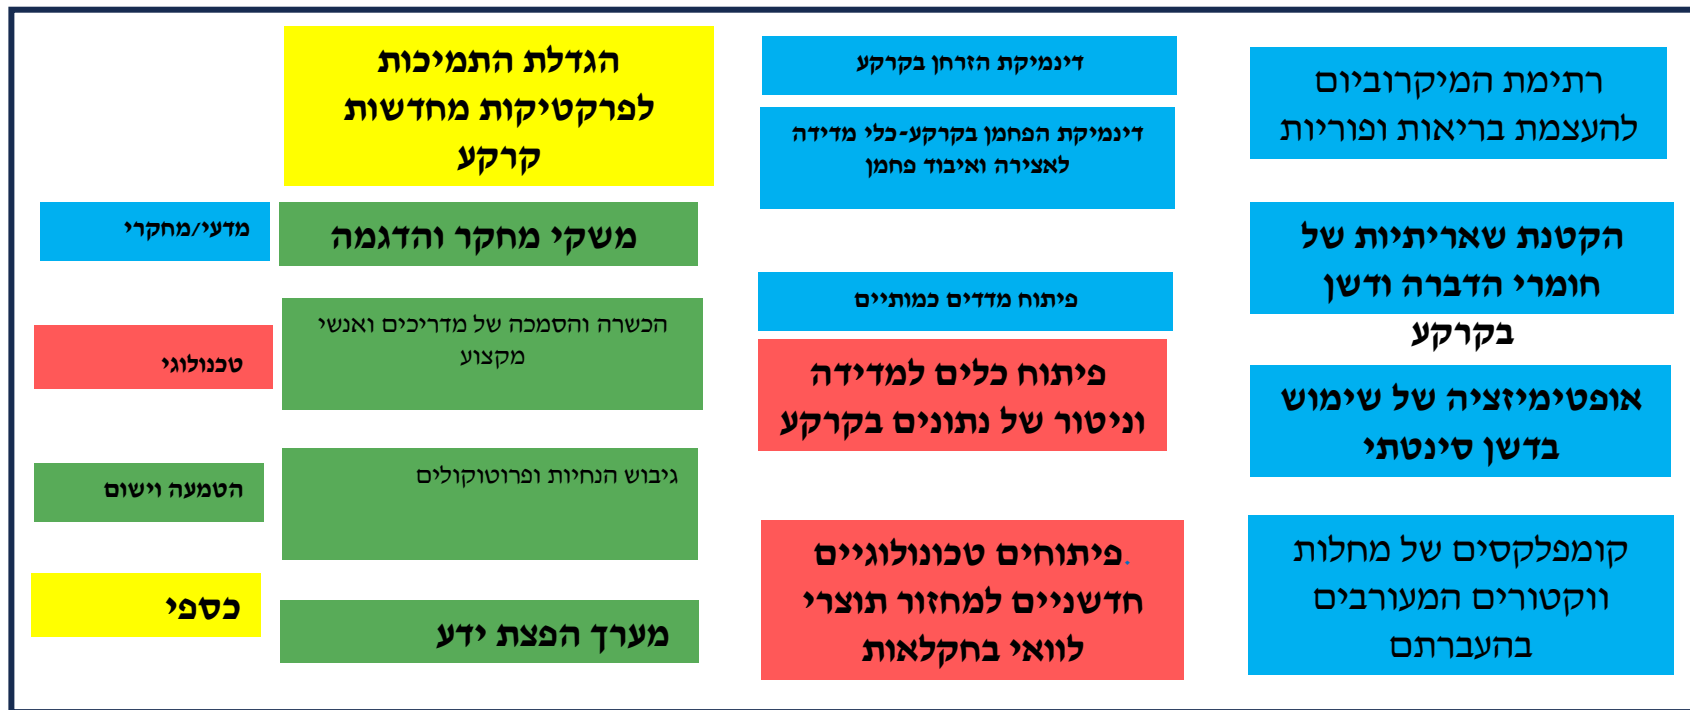 רתימת המיקרוביום
להעצמת בריאות ופוריות
הקטנת שאריתיות של
חומרי הדברה ודשן
בקרקע
אופטימיזציה של שימוש
בדשן סינטתי
קומפלקסים של מחלות
ווקטורים המעורבים
בהעברתם
דינמיקת הזרחן בקרקע
דינמיקת הפחמן בקרקע-כלי מדידה
לאצירה ואיבוד פחמן
פיתוח מדדים כמותיים
פיתוח כלים למדידה
וניטור של נתונים בקרקע
.פיתוחים טכונולוגיים
חדשניים למחזור תוצרי
לוואי בחקלאות
הגדלת התמיכות
לפרקטיקות מחדשות
קרקע
משקי מחקר והדגמה
הכשרה והסמכה של מדריכים ואנשי
מקצוע
גיבוש הנחיות ופרוטוקולים
מערך הפצת ידע
מדעי/מחקרי
טכנולוגי
הטמעה וישום
כספי